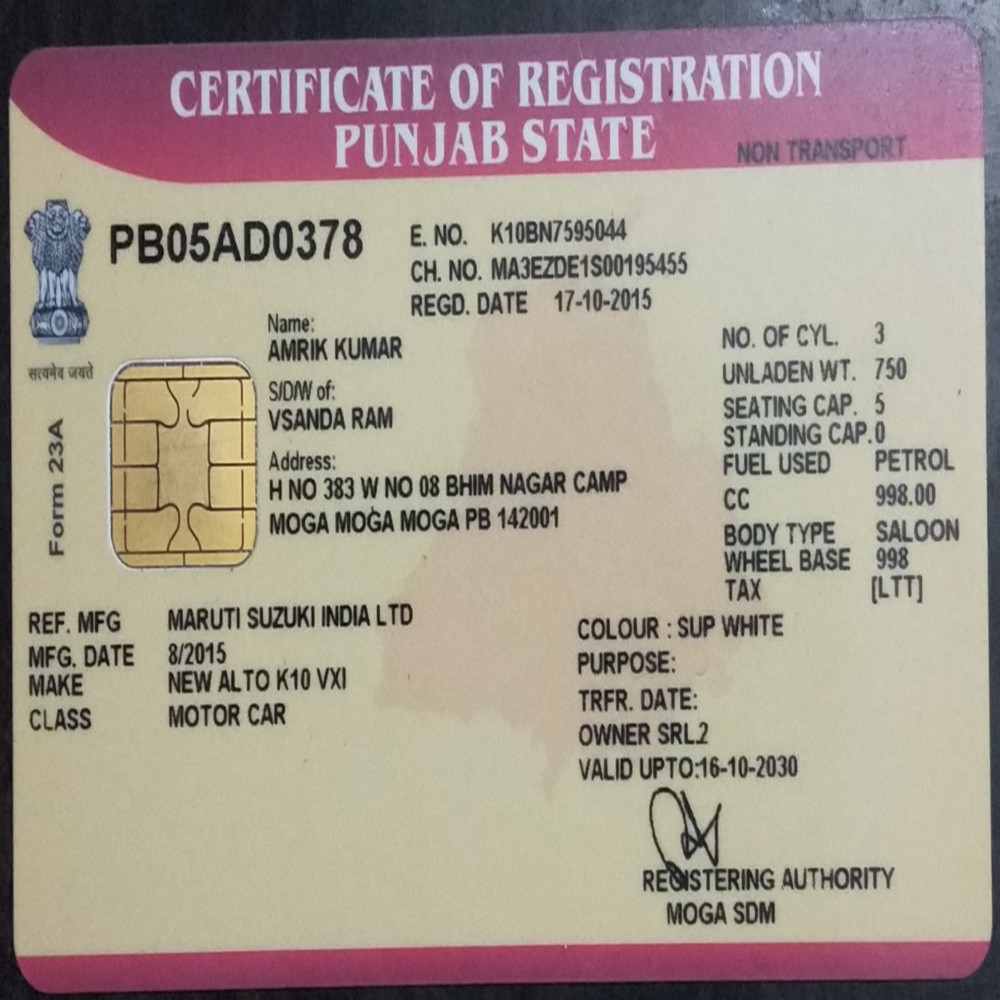 CERTIFICATE OF REGISTRATION
PUNJAB STATE
NON TRANSPORT
PB05AD0378
E. NO. K10BN7595044
CH. NO. MA3EZDE1S00195455
REGD. DATE 17-10-2015
सत्यमेव जयते
Form 23A
Name:
AMRIK KUMAR
S/D/W of:
VSANDA RAM
Address:
H NO 383 W NO 08 BHIM NAGAR CAMP
MOGA MOGA MOGA PB 142001
NO. OF CYL. 3
UNLADEN WT. 750
SEATING CAP. 5
STANDING CAP.0
FUEL USED PETROL
CC 998.00
BODY TYPE SALOON
WHEEL BASE 998
TAX [LTT]
REF. MFG MARUTI SUZUKI INDIA LTD
MFG. DATE 8/2015
MAKE NEW ALTO K10 VXI
CLASS MOTOR CAR
COLOUR : SUP WHITE
PURPOSE:
TRFR. DATE:
OWNER SRL.2
VALID UPTO:16-10-2030
REGISTERING AUTHORITY
MOGA SDM